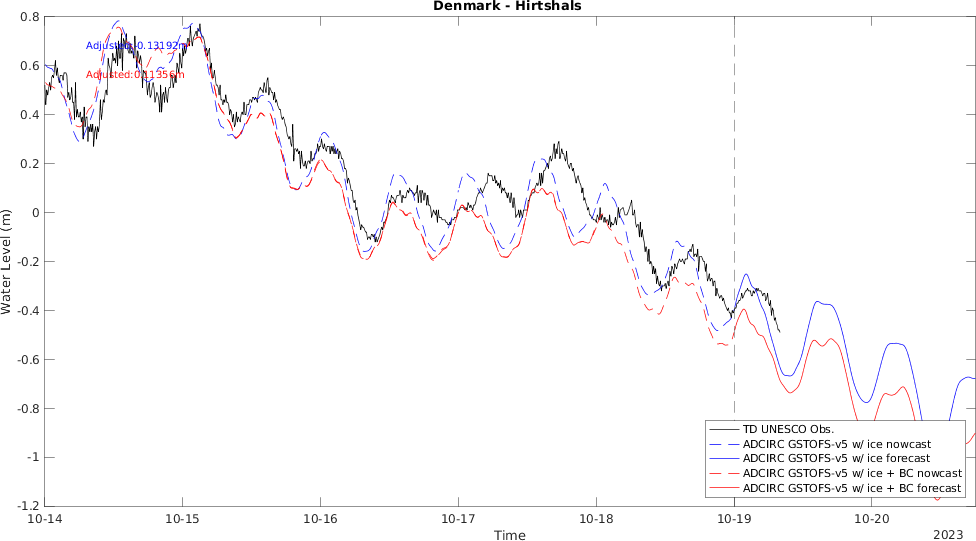 Denmark - Hirtshals
0.8
0.6
0.4
0.2
0
-0.2
-0.4
-0.6
-0.8
-1
-1.2
Water Level (m)
Adjusted:-0.13192m
Adjusted:0.11356m
TD UNESCO Obs.
ADCIRC GSTOFS-v5 w/ ice nowcast
ADCIRC GSTOFS-v5 w/ ice forecast
ADCIRC GSTOFS-v5 w/ ice + BC nowcast
ADCIRC GSTOFS-v5 w/ ice + BC forecast
10-14 10-15 10-16 10-17 10-18 10-19 10-20
Time
2023